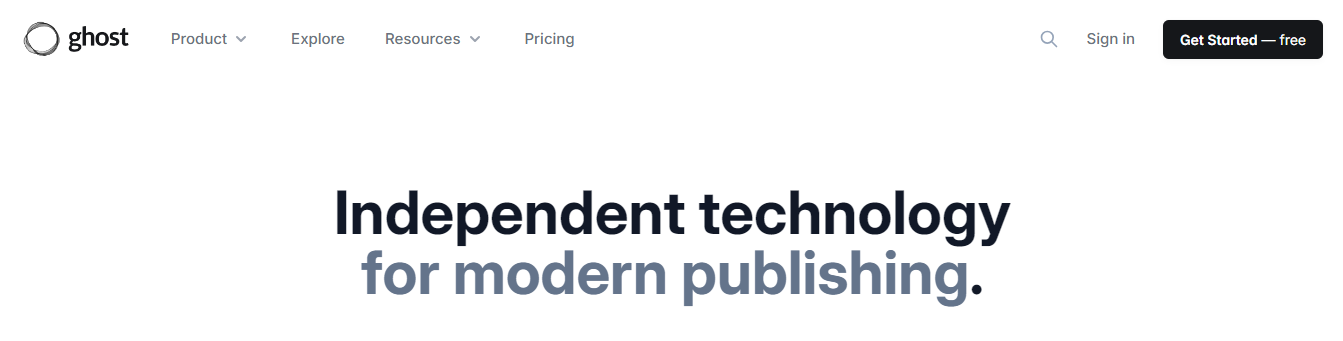 ghost Product Explore Resources Pricing Sign in Get Started — free
Independent technology
for modern publishing.